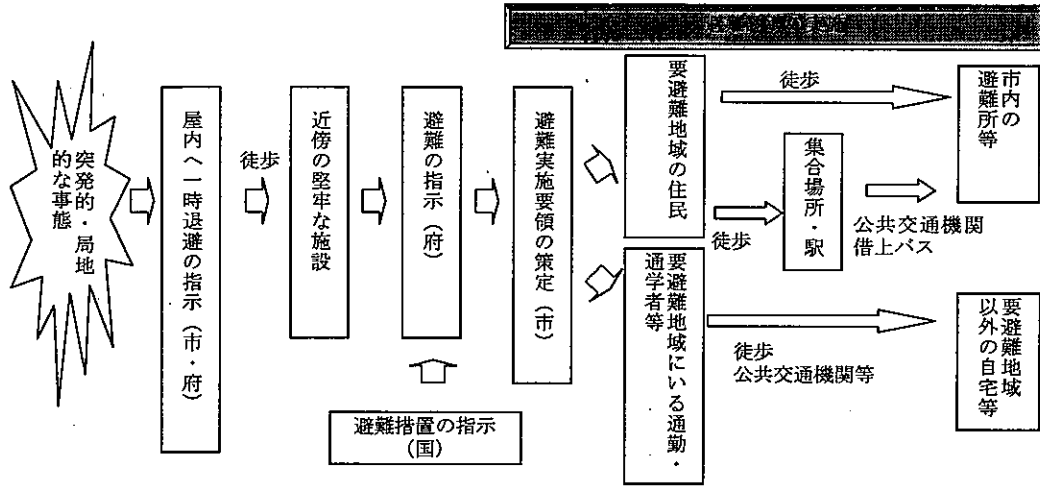 突発的・局地
的な事態
屋内へ一時退避の指示（市・府）
徒歩
近傍の堅牢な施設
避難の指示（府）
避難措置の指示
（国）
避難実施要領の策定（市）
要避難地域の住民
要避難地域にいる通勤・
通学者等
徒歩
徒歩
集合場所・駅
公共交通機関
借上バス
徒歩
公共交通機関等
市内の
避難所等
要避難地域
以外の自宅等